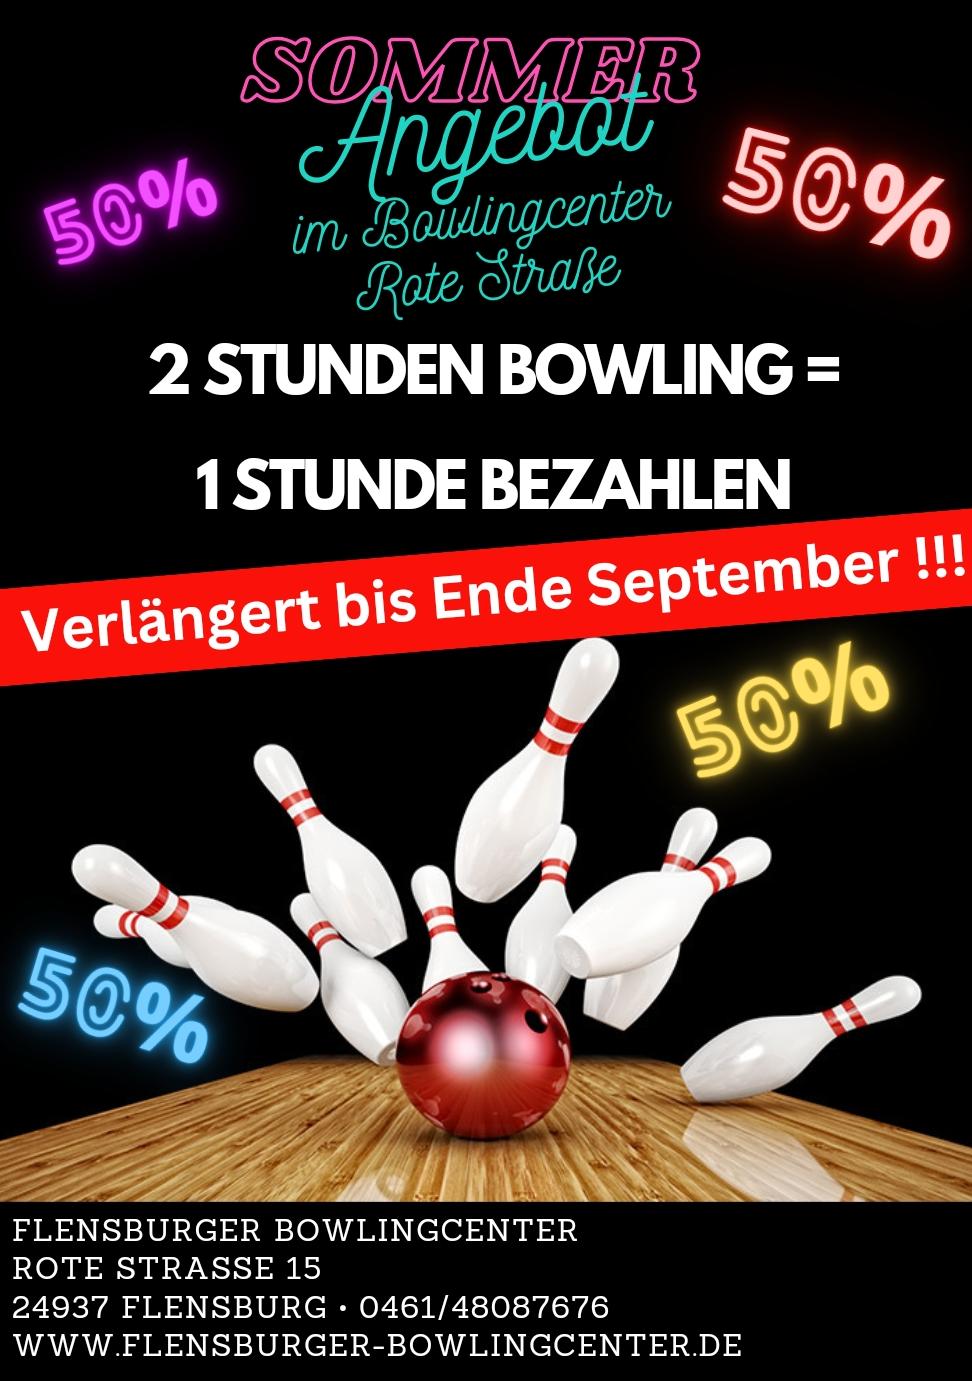 SOMMER
Angebot
50%
50%
im Bowlingcenter
Rote Straße
2 STUNDEN BOWLING =
1 STUNDE BEZAHLEN
Verlängert bis Ende September !!!
50%
50%
FLENSBURGER BOWLINGCENTER
ROTE STRASSE 15
24937 FLENSBURG • 0461/48087676
WWW.FLENSBURGER-BOWLINGCENTER.DE